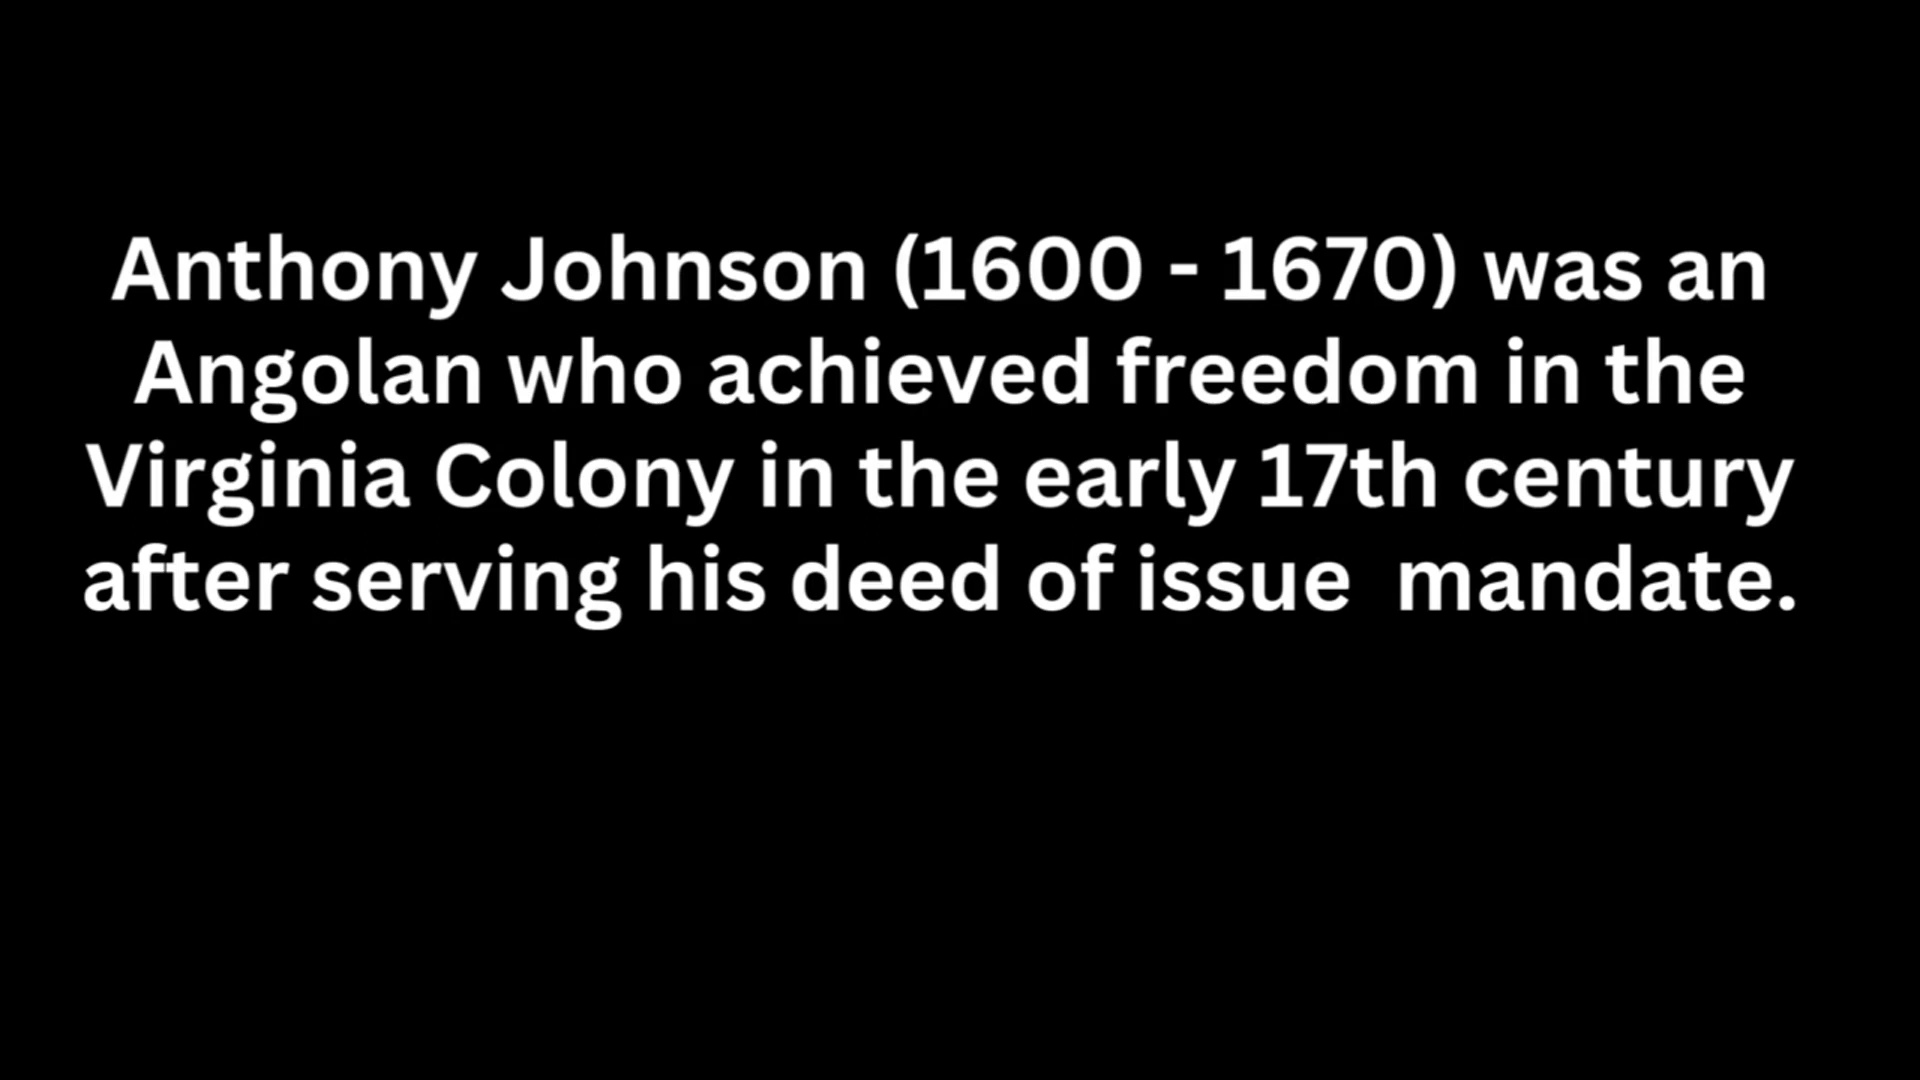 Anthony Johnson (1600 - 1670) was an
Angolan who achieved freedom in the
Virginia Colony in the early 17th century
after serving his deed of issue  mandate.